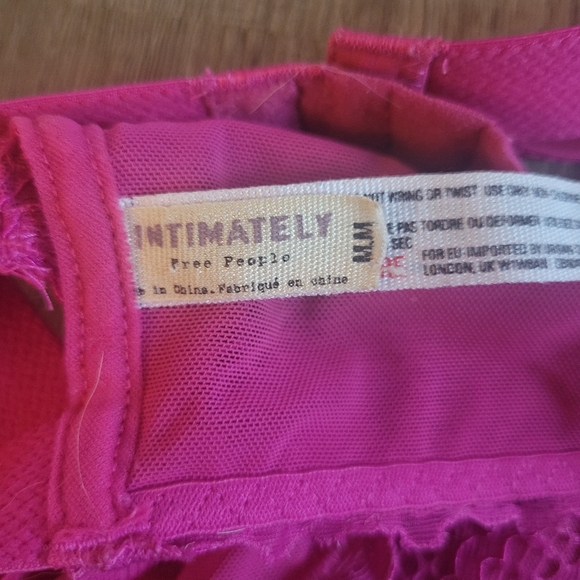 INTIMATELY
Free People
in China. Fabriqué en chine
M.M
NOT WRING OR TWIST USE ONLY NON-
PAS TORDRE OU DEFORMER
SEC
FOR EU-IMPORTED BY
LONDON, UK